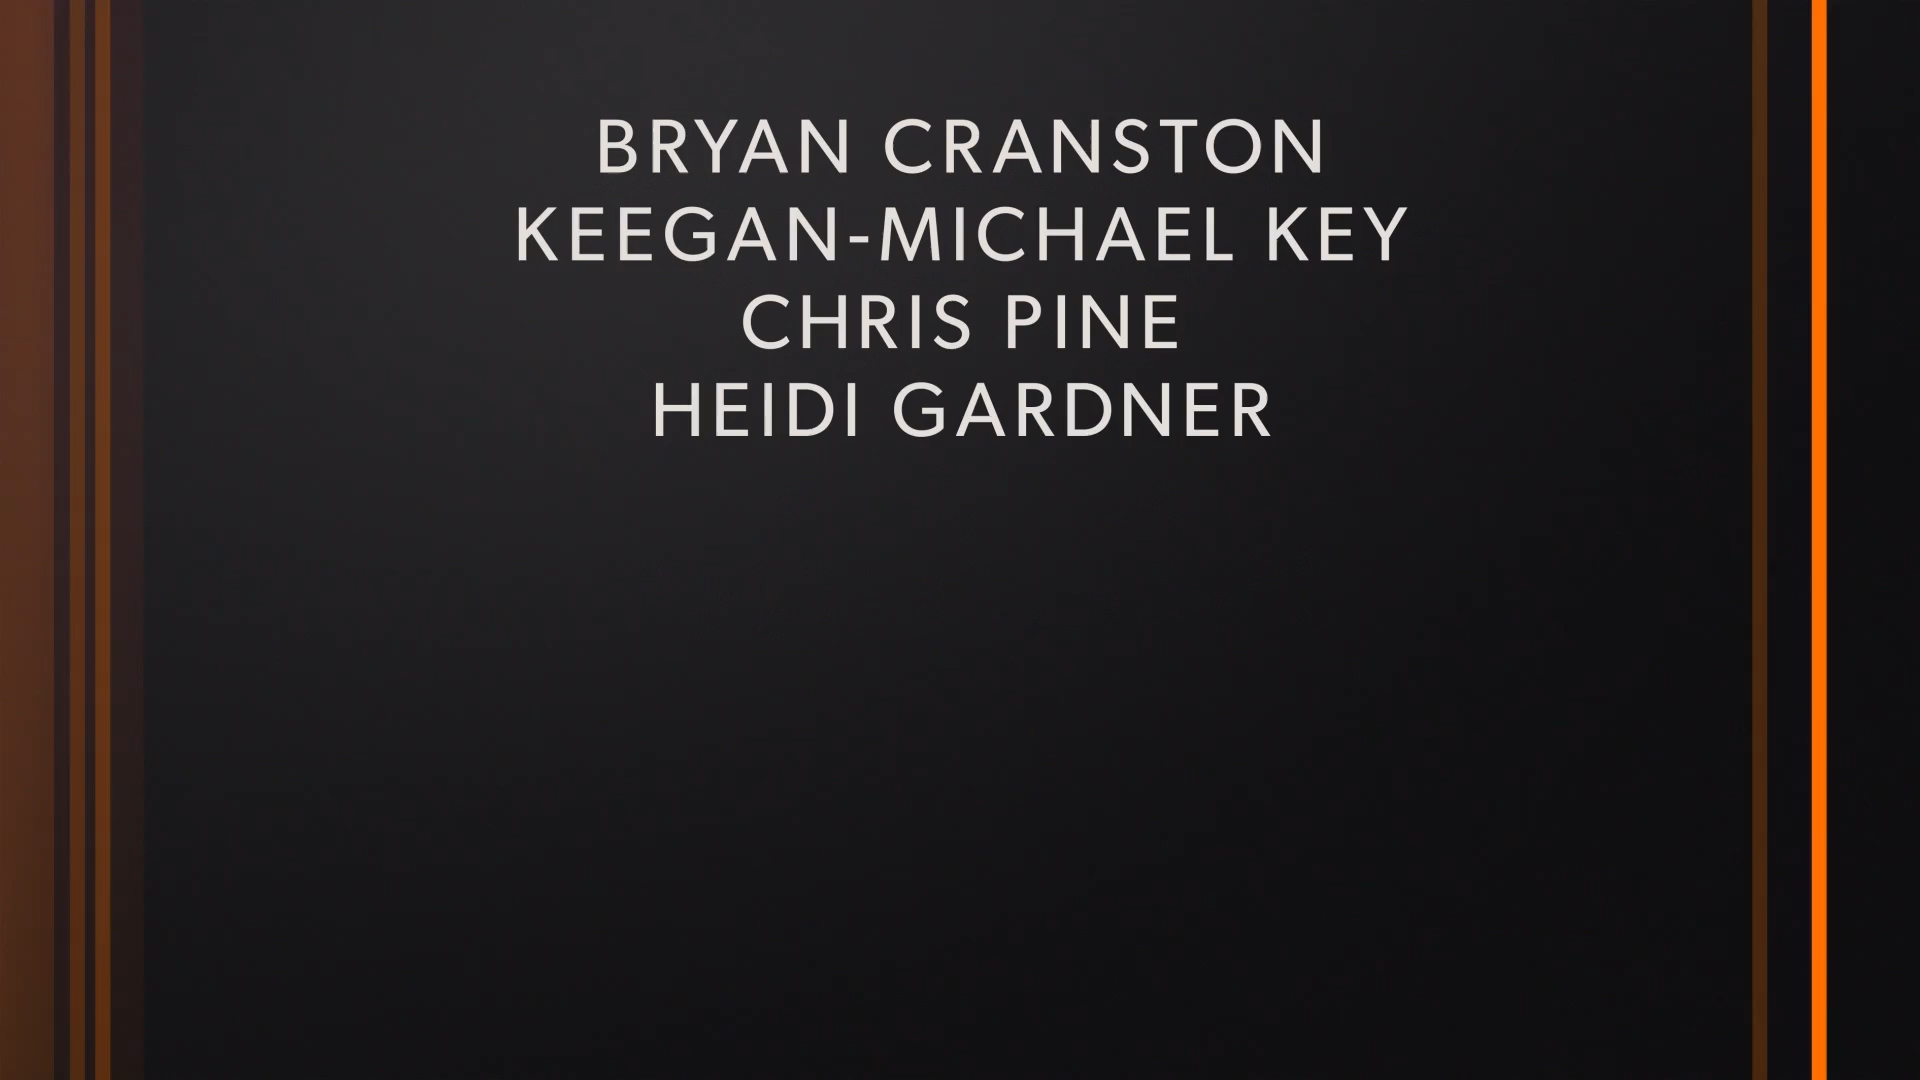 BRYAN CRANSTON
KEEGAN-MICHAEL KEY
CHRIS PINE
HEIDI GARDNER